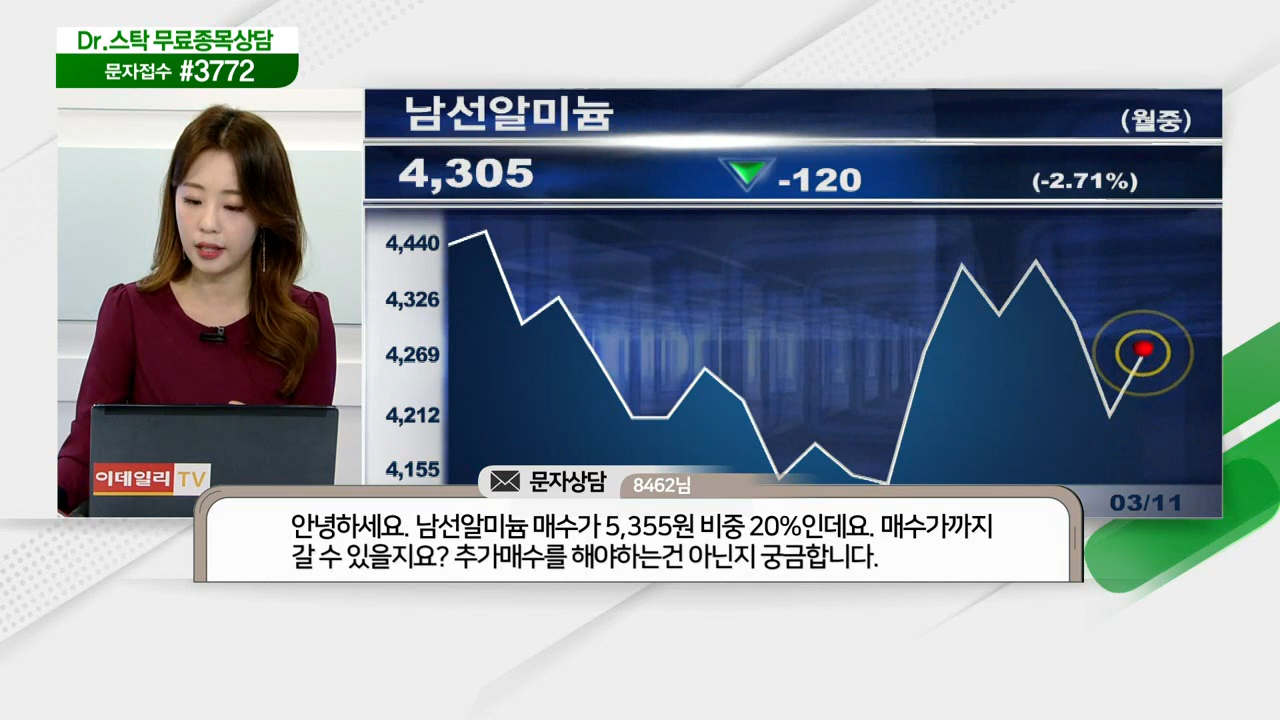 Dr.스탁 무료종목상담
문자접수 #3772
남선알미늄
(월중)
4,305
-120
(-2.71%)
4,440
4,326
4,269
4,212
4,155
03/11
이데일리 TV
문자상담
8462님
안녕하세요. 남선알미늄 매수가 5,355원 비중 20%인데요. 매수가까지
갈 수 있을지요? 추가매수를 해야하는건 아닌지 궁금합니다.